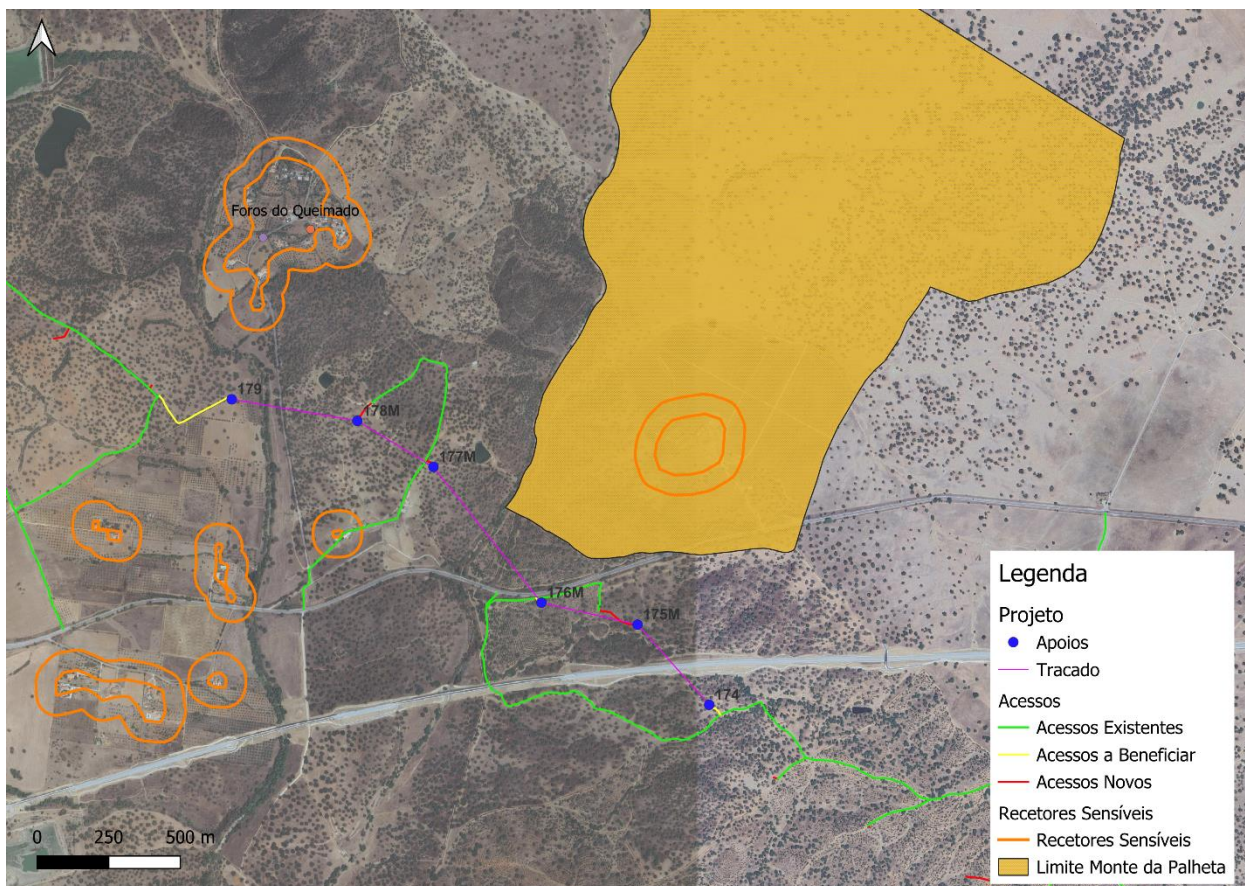 Foros do Queimado
179
178M
177M
176M
175M
174
0 250 500 m
Legenda
Projeto
Apoios
Tracado
Acessos
Acessos Existentes
Acessos a Beneficiar
Acessos Novos
Recetores Sensíveis
Recetores Sensíveis
Limite Monte da Palheta